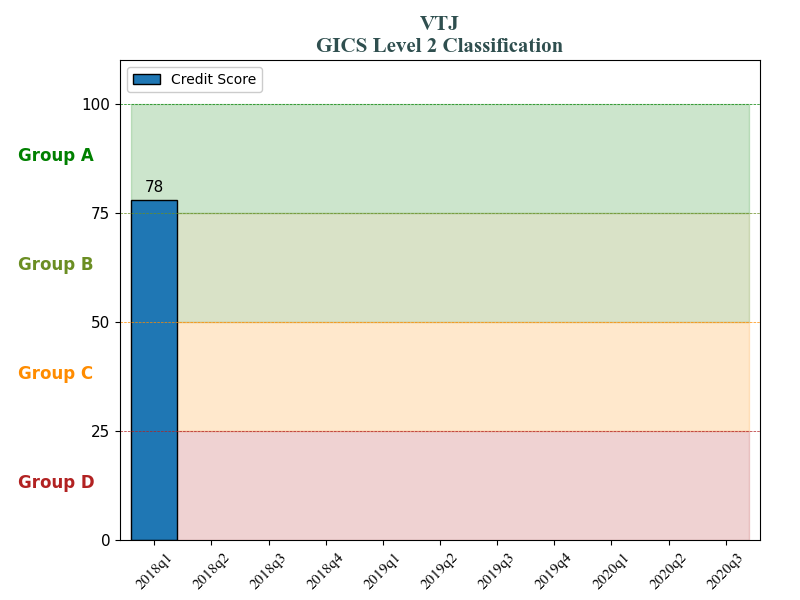 VTJ
GICS Level 2 Classification
Credit Score
100
Group A
78
75
Group B
50
Group C
25
Group D
0
2018q1
2018q2
2018q3
2018q4
2019q1
2019q2
2019q3
2019q4
2020q1
2020q2
2020q3